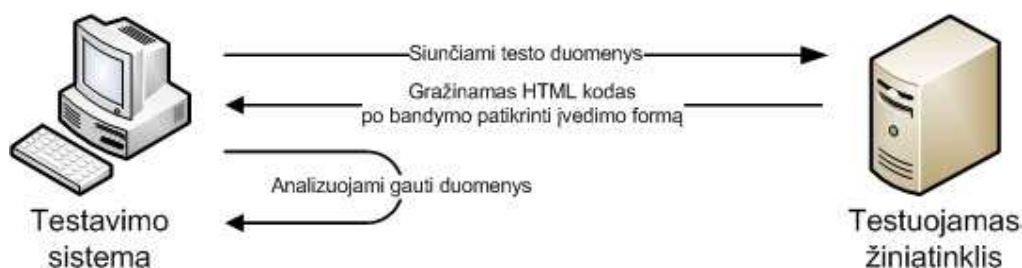 Siunčiami testo duomenys
Gražinamas HTML kodas
po bandymo patikrinti įvedimo formą
Analizuojami gauti duomenys
Testavimo
sistema
Testuojamas
žiniatinklis